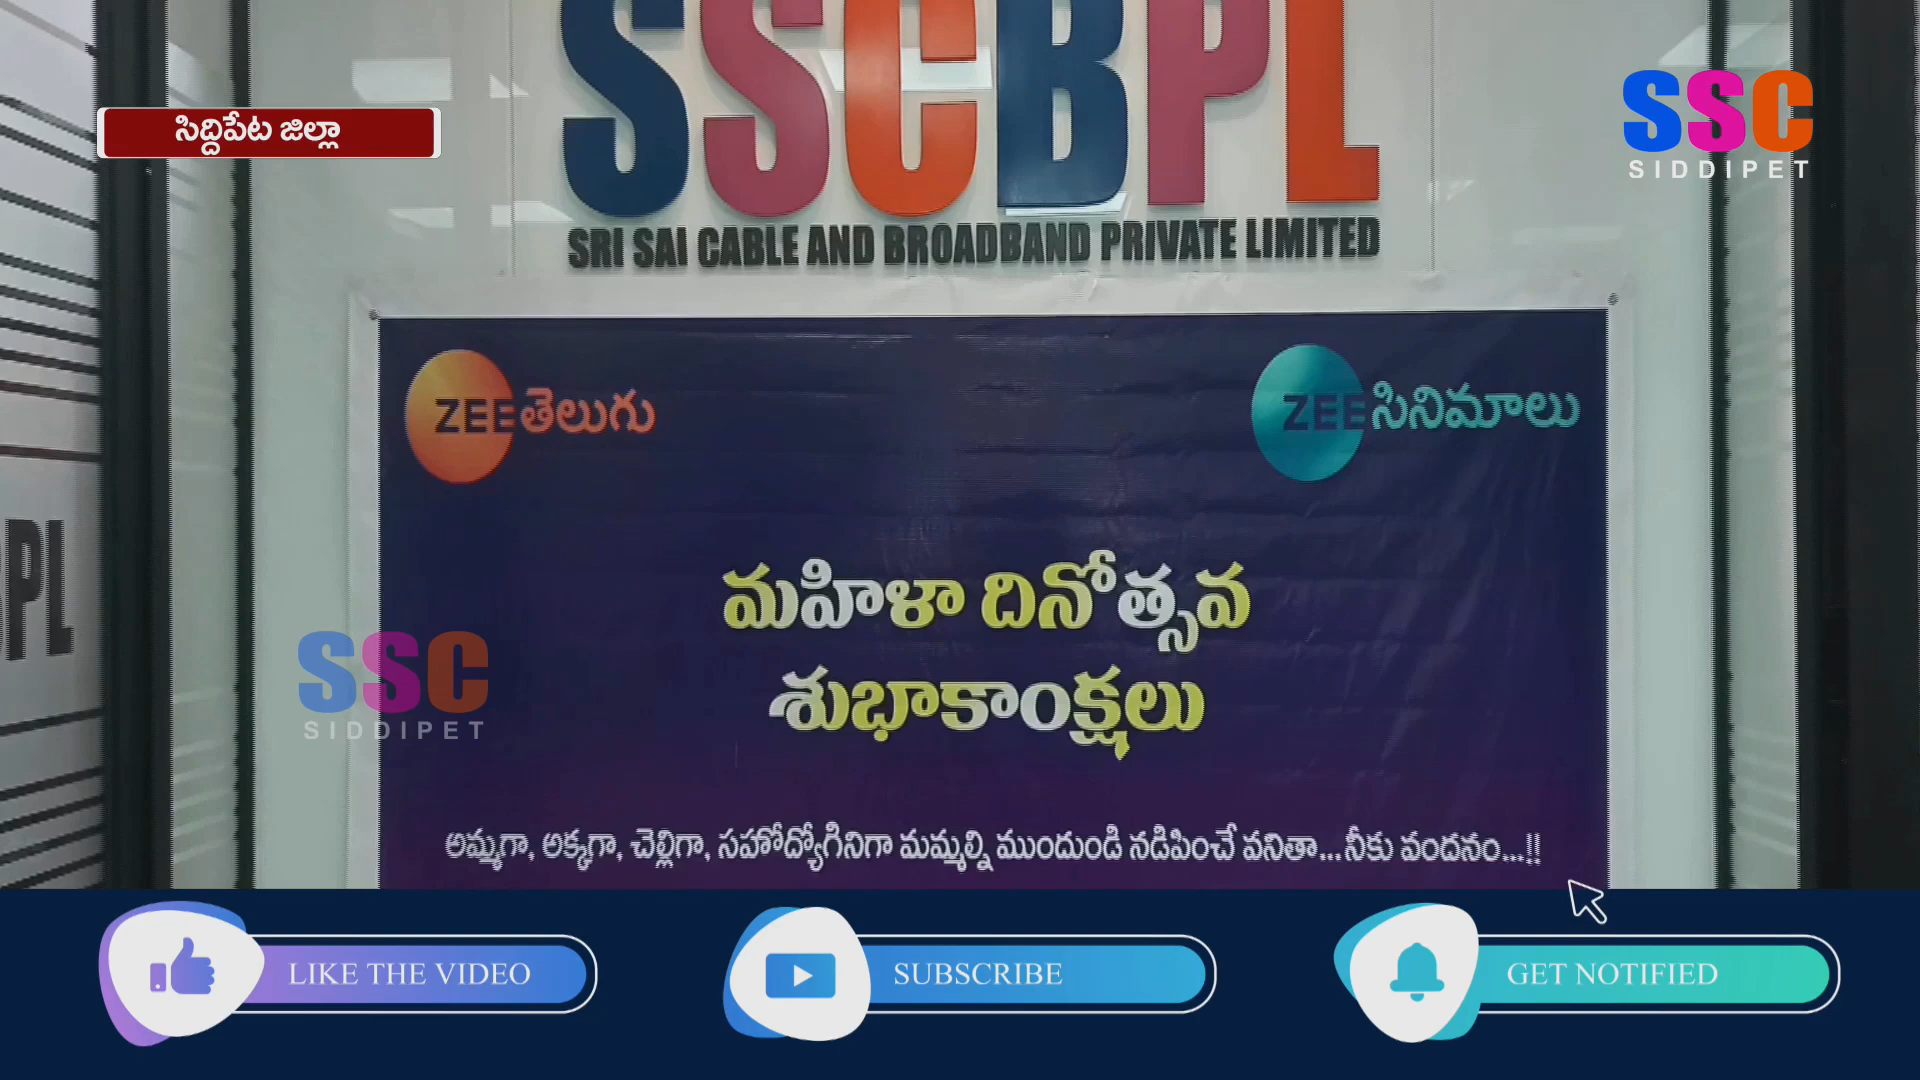 SSCBPL
SSC
SIDDIPET
సిద్దిపేట జిల్లా
SRI SAI CABLE AND BROADBAND PRIVATE LIMITED
ZEE తెలుగు
ZEE సినిమాలు
మహిళా దినోత్సవ
శుభాకాంక్షలు
BPL
SSC
SIDDIPET
అమ్మగా, అక్కగా, చెల్లిగా, సహోద్యోగినిగా మమ్మల్ని ముందుండి నడిపించే వనితా...నీకు వందనం...!!
LIKE THE VIDEO
SUBSCRIBE
GET NOTIFIED